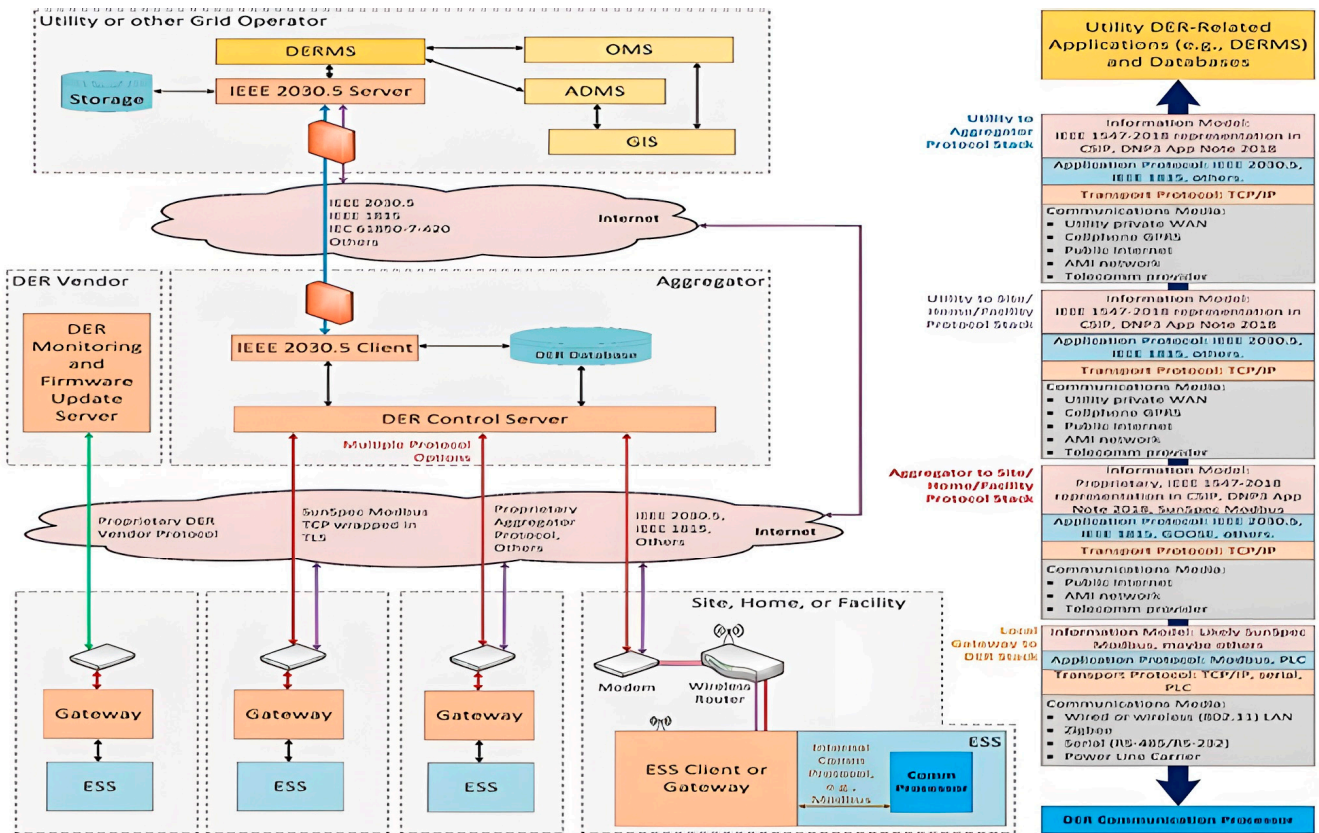 Utility or other Grid Operator
DERMS
OMS
IEEE 2030.5 Server
Storage
ADMS
GIS
IEEE 2030.5
IEEE 1815
IEC 61850-7-420
Others
Internet
DER Vendor
DER
Monitoring
and
Firmware
Update
Server
Aggregator
IEEE 2030.5 Client
DER Database
DER Control Server
Multiple Protocol
Options
Proprietary DER
Vendor Protocol
SunSpec Modbus
TCP wrapped in
TLS
Proprietary
Aggregator
Protocol,
Others
IEEE 2030.5,
IEEE 1815,
Others
Internet
Gateway
ESS
Gateway
ESS
Gateway
ESS
Site, Home, or Facility
Modem
Wireless
Router
ESS Client or
Gateway
Internal
Comm
Protocol,
e.g.,
Modbus
ESS
Comm
Processor
Utility DER-Related
Applications (e.g., DERMS)
and Databases
Utility to
Aggregator
Protocol Stack
Information Model:
IEEE 1547-2018 representation in
CSIP, DNP3 App Note 2018
Application Protocol: IEEE 2030.5,
IEEE 1815, others.
Transport Protocol: TCP/IP
Communications Media:
▪ Utility private WAN
▪ Cellphone GPRS
▪ Public Internet
▪ AMI network
▪ Telecomm provider
Utility to Site/
Home/Facility
Protocol Stack
Information Model:
IEEE 1547-2018 representation in
CSIP, DNP3 App Note 2018
Application Protocol: IEEE 2030.5,
IEEE 1815, others.
Transport Protocol: TCP/IP
Communications Media:
▪ Utility private WAN
▪ Cellphone GPRS
▪ Public Internet
▪ AMI network
▪ Telecomm provider
Aggregator to Site/
Home/Facility
Protocol Stack
Information Model:
Proprietary, IEEE 1547-2018
representation in CSIP, DNP3 App
Note 2018, SunSpec Modbus
Application Protocol: IEEE 2030.5,
IEEE 1815, GOOSE, others.
Transport Protocol: TCP/IP
Communications Media:
▪ Public Internet
▪ AMI network
▪ Telecomm provider
Local
Gateway to
DER Stack
Information Model: Likely SunSpec
Modbus, maybe others
Application Protocol: Modbus, PLC
Transport Protocol: TCP/IP, serial,
PLC
Communications Media:
▪ Wired or wireless (802.11) LAN
▪ Zigbee
▪ Serial (RS-485/RS-232)
▪ Power Line Carrier
DER Communication Processor